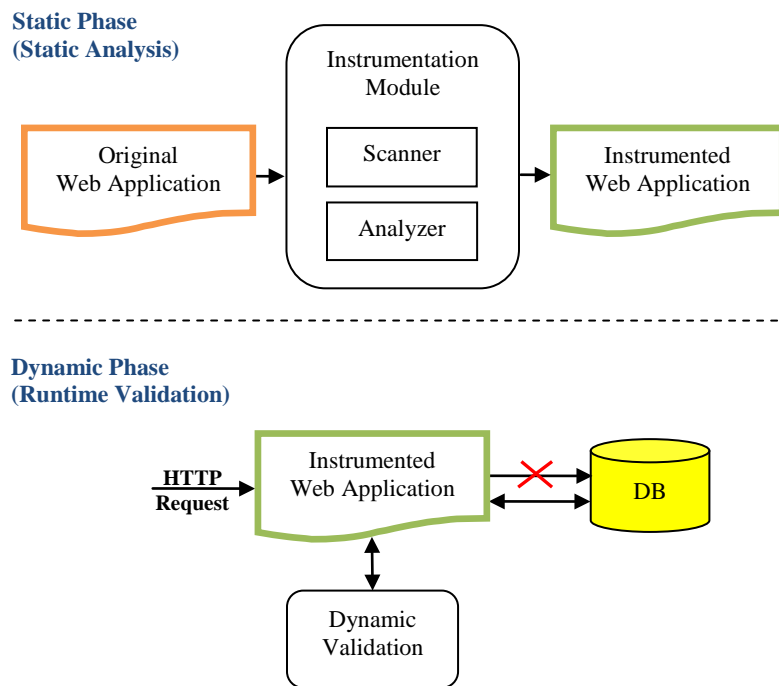 Static Phase
(Static Analysis)
Instrumentation
Module
Original
Web Application
Scanner
Analyzer
Instrumented
Web Application
Dynamic Phase
(Runtime Validation)
HTTP
Request
Instrumented
Web Application
DB
Dynamic
Validation